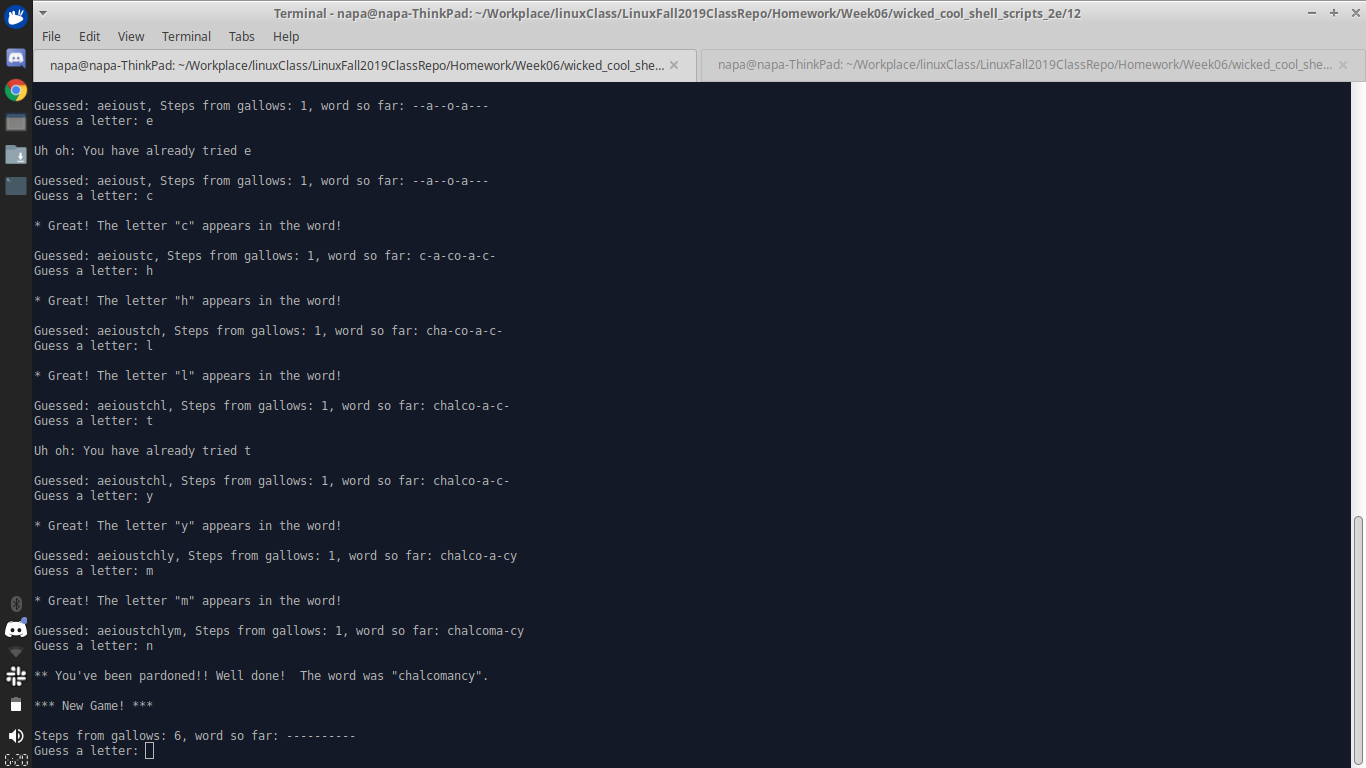 Terminal - napa@napa-ThinkPad: ~/Workplace/linuxClass/LinuxFall2019ClassRepo/Homework/Week06/wicked_cool_shell_scripts_2e/12
File Edit View Terminal Tabs Help
napa@napa-ThinkPad: ~/Workplace/linuxClass/LinuxFall2019ClassRepo/Homework/Week06/wicked_cool_she... napa@napa-ThinkPad: ~/Workplace/linuxClass/LinuxFall2019ClassRepo/Homework/Week06/wicked_cool_she...
Guessed: aeioust, Steps from gallows: 1, word so far: --a--o-a---
Guess a letter: e
Uh oh: You have already tried e
Guessed: aeioust, Steps from gallows: 1, word so far: --a--o-a---
Guess a letter: c
* Great! The letter "c" appears in the word!
Guessed: aeioustc, Steps from gallows: 1, word so far: c-a-co-a-c-
Guess a letter: h
* Great! The letter "h" appears in the word!
Guessed: aeioustch, Steps from gallows: 1, word so far: cha-co-a-c-
Guess a letter: l
* Great! The letter "l" appears in the word!
Guessed: aeioustchl, Steps from gallows: 1, word so far: chalco-a-c-
Guess a letter: t
Uh oh: You have already tried t
Guessed: aeioustchl, Steps from gallows: 1, word so far: chalco-a-c-
Guess a letter: y
* Great! The letter "y" appears in the word!
Guessed: aeioustchly, Steps from gallows: 1, word so far: chalco-a-cy
Guess a letter: m
* Great! The letter "m" appears in the word!
Guessed: aeioustchlym, Steps from gallows: 1, word so far: chalcoma-cy
Guess a letter: n
** You've been pardoned!! Well done!  The word was "chalcomancy".
*** New Game! ***
Steps from gallows: 6, word so far: ----------
Guess a letter: